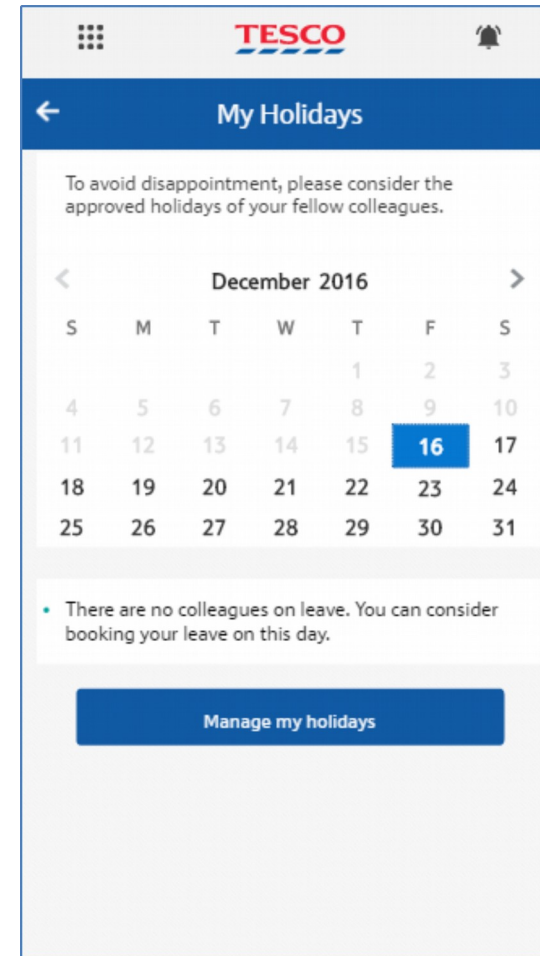 TESCO
My Holidays
To avoid disappointment, please consider the
approved holidays of your fellow colleagues.
< December 2016 >
S M T W T F S
1 2 3
4 5 6 7 8 9 10
11 12 13 14 15 16 17
18 19 20 21 22 23 24
25 26 27 28 29 30 31
• There are no colleagues on leave. You can consider
booking your leave on this day.
Manage my holidays